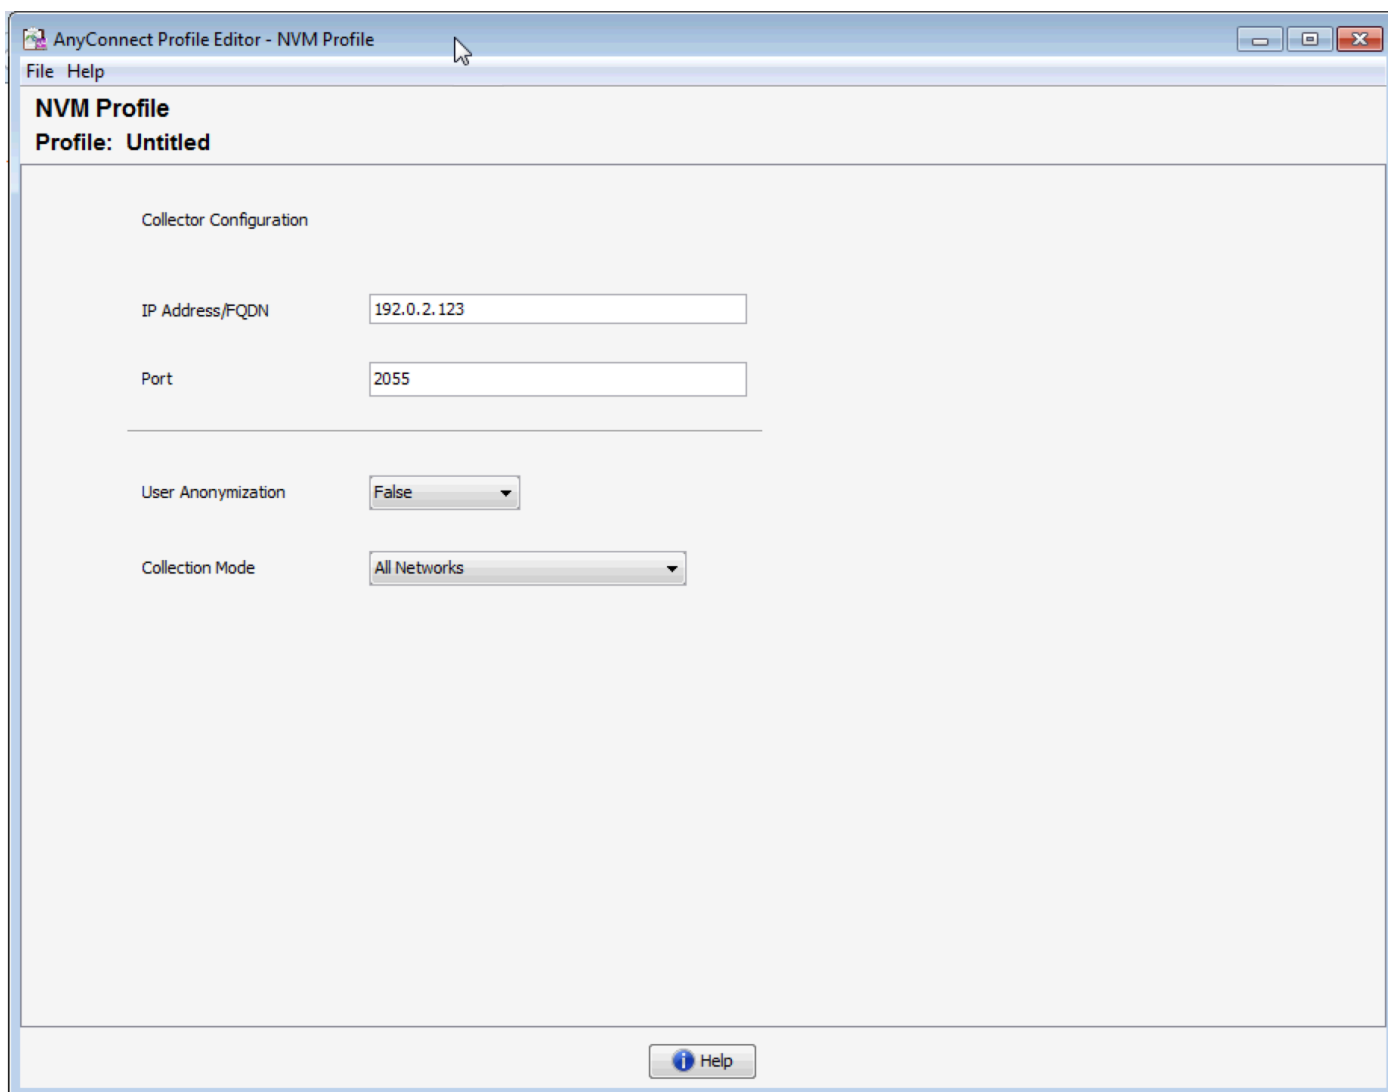 AnyConnect Profile Editor - NVM Profile
File Help
NVM Profile
Profile: Untitled
Collector Configuration
IP Address/FQDN 192.0.2.123
Port 2055
User Anonymization False
Collection Mode All Networks
Help